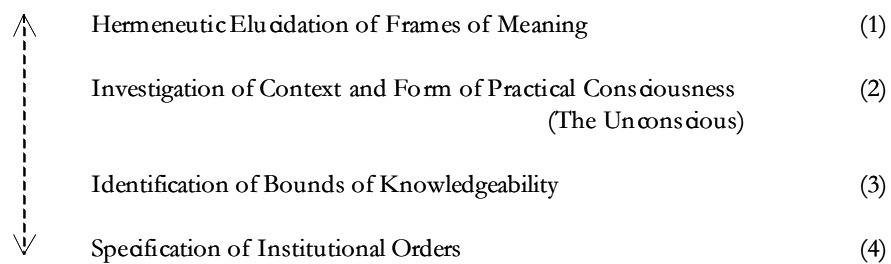 Hermeneutic Elucidation of Frames of Meaning (1)
Investigation of Context and Form of Practical Consciousness (2)
(The Unconscious)
Identification of Bounds of Knowledgeability (3)
Specification of Institutional Orders (4)